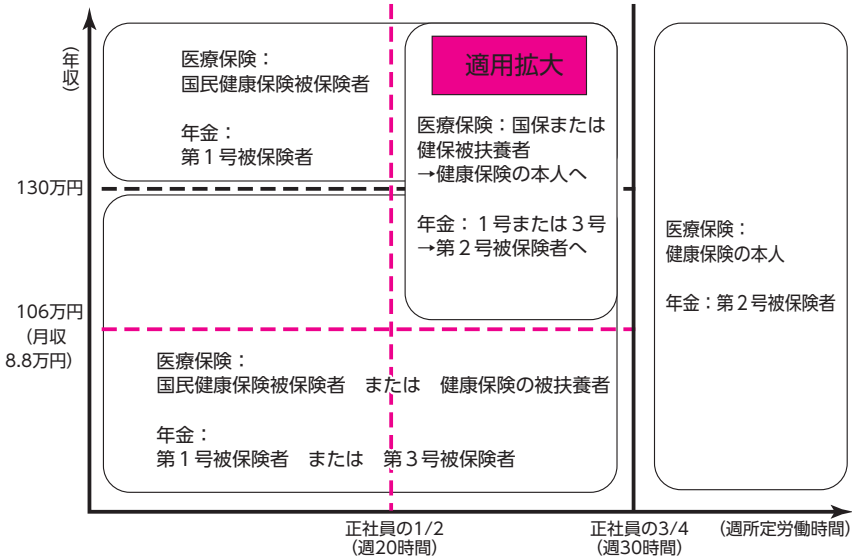 (年収)
医療保険：
国民健康保険被保険者
年金：
第１号被保険者
適用拡大
医療保険：国保または
健保被扶養者
→健康保険の本人へ
年金：１号または３号
→第２号被保険者へ
130万円
106万円
(月収
8.8万円)
医療保険：
国民健康保険被保険者　または　健康保険の被扶養者
年金：
第１号被保険者　または　第３号被保険者
医療保険：
健康保険の本人
年金：第２号被保険者
正社員の1/2
(週20時間)
正社員の3/4
(週30時間)
(週所定労働時間)